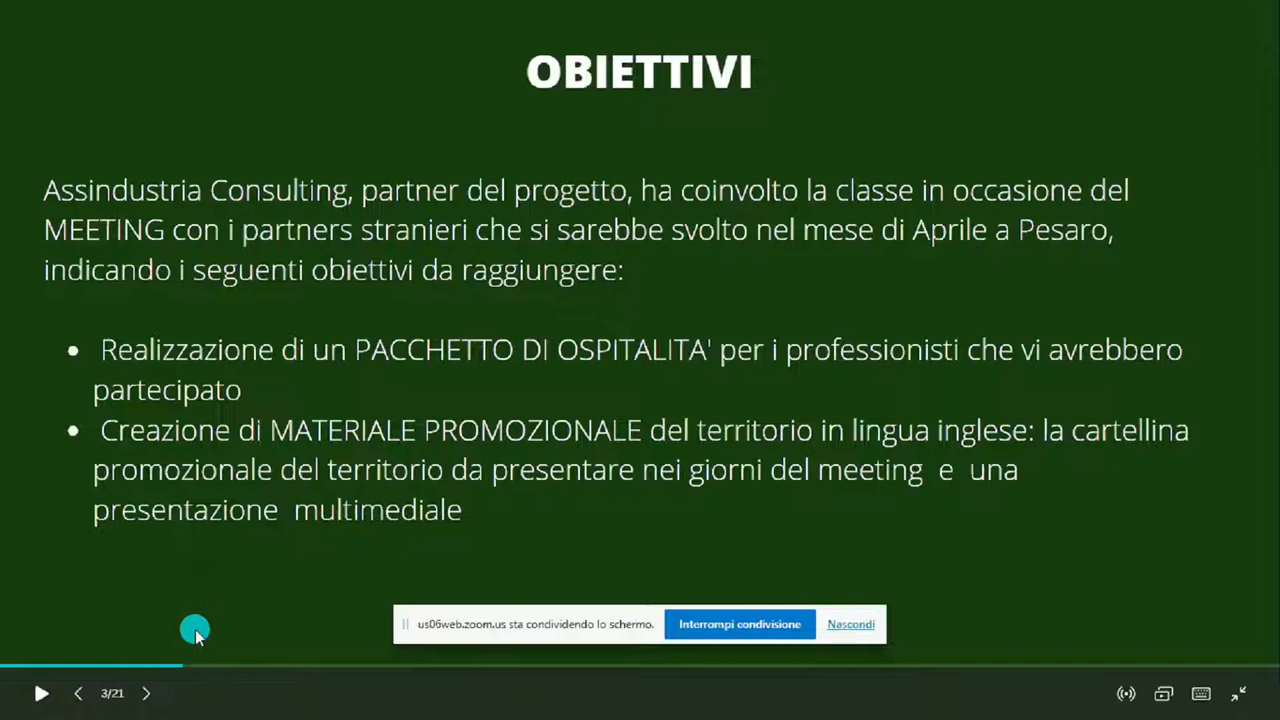 OBIETTIVI
Assindustria Consulting, partner del progetto, ha coinvolto la classe in occasione del
MEETING con i partners stranieri che si sarebbe svolto nel mese di Aprile a Pesaro,
indicando i seguenti obiettivi da raggiungere:
Realizzazione di un PACCHETTO DI OSPITALITA' per i professionisti che vi avrebbero
partecipato
Creazione di MATERIALE PROMOZIONALE del territorio in lingua inglese: la cartellina
promozionale del territorio da presentare nei giorni del meeting e una
presentazione multimediale
us06web.zoom.us sta condividendo lo schermo. Interrompi condivisione Nascondi
3/21